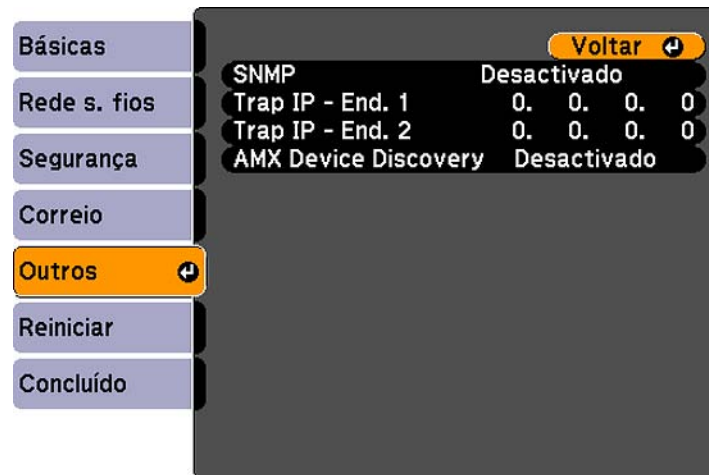 Básicas
Rede s. fios
Segurança
Correio
Outros
Reiniciar
Concluído
Voltar
SNMP Desactivado
Trap IP - End. 1 0. 0. 0. 0
Trap IP - End. 2 0. 0. 0. 0
AMX Device Discovery Desactivado